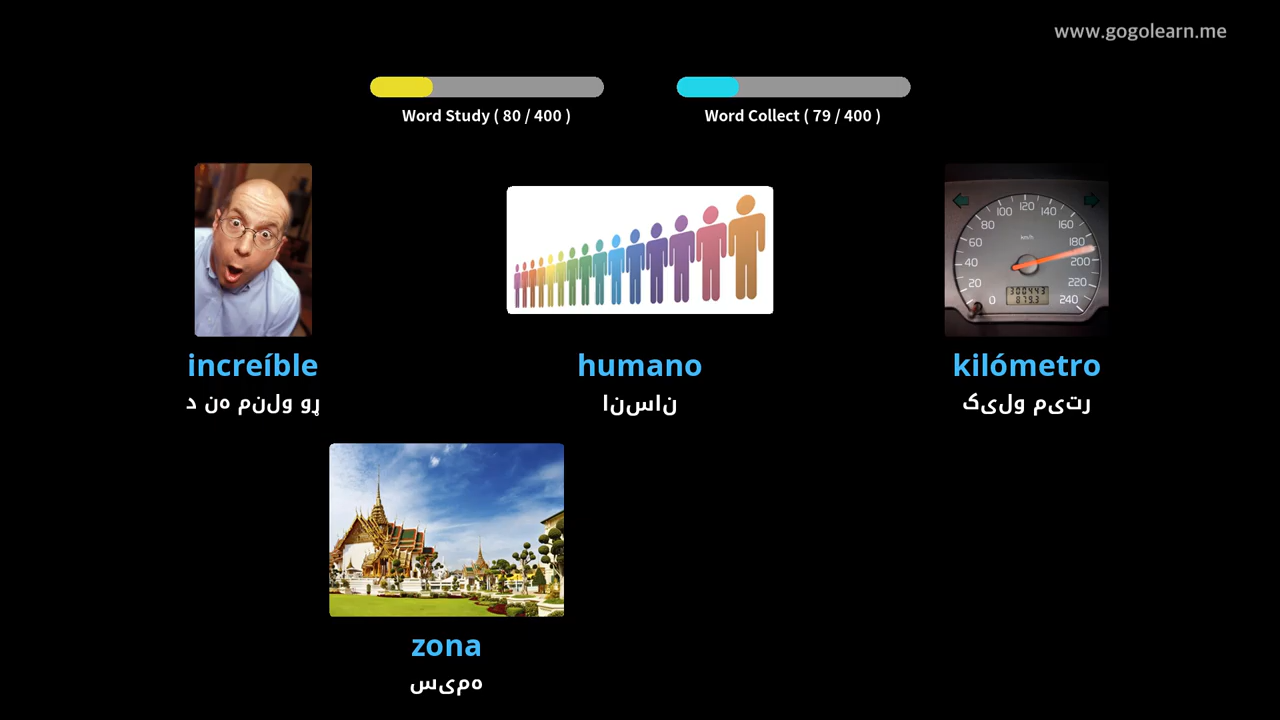 www.gogolearn.me
Word Study ( 80 / 400 )
Word Collect ( 79 / 400 )
increíble
د نه منلو وړ
humano
انسان
kilómetro
کیلو میتر
zona
سیمه